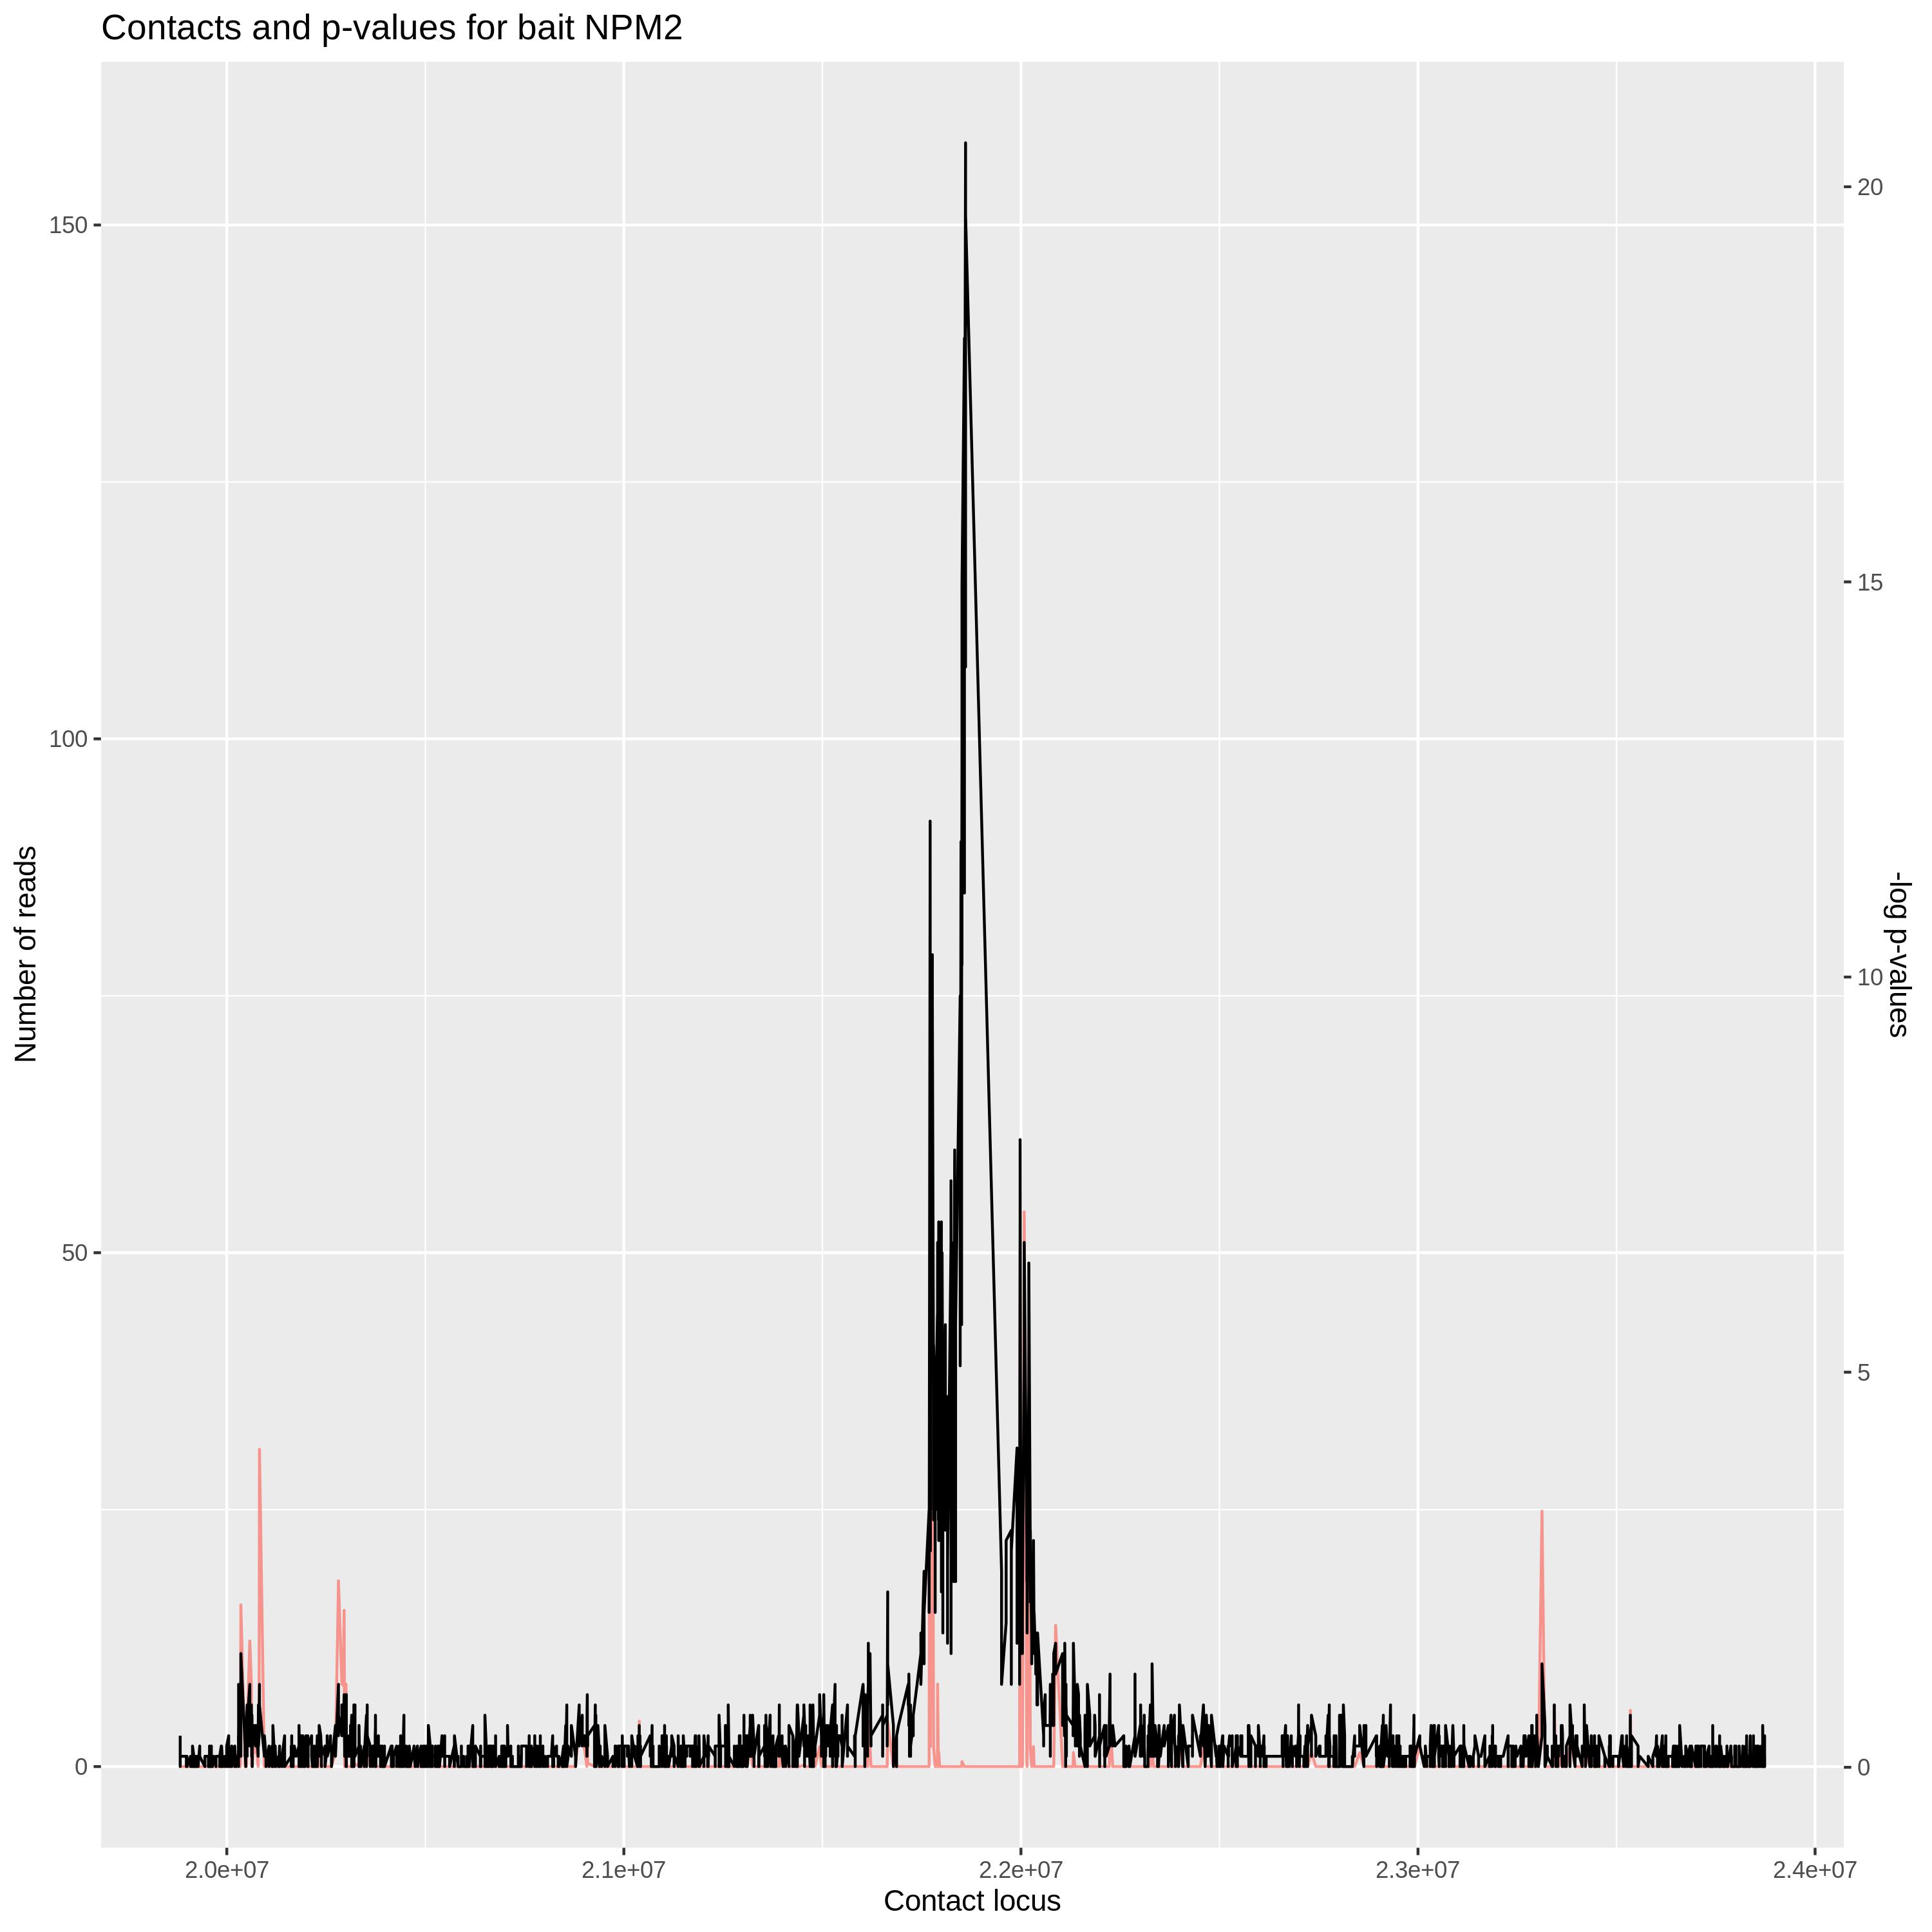 Contacts and p-values for bait NPM2
150
100
50
0
Number of reads
20
15
10
5
0
-log p-values
2.0e+07
2.1e+07
2.2e+07
2.3e+07
2.4e+07
Contact locus